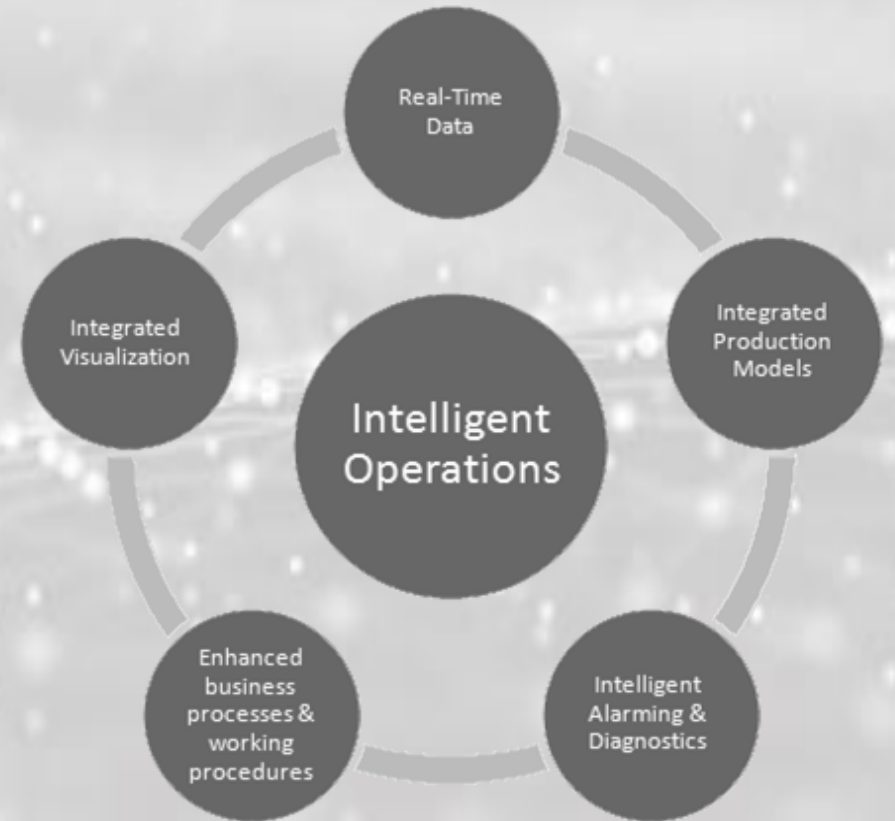 Real-Time
Data
Integrated
Visualization
Integrated
Production
Models
Intelligent
Operations
Enhanced
business
processes &
working
procedures
Intelligent
Alarming &
Diagnostics